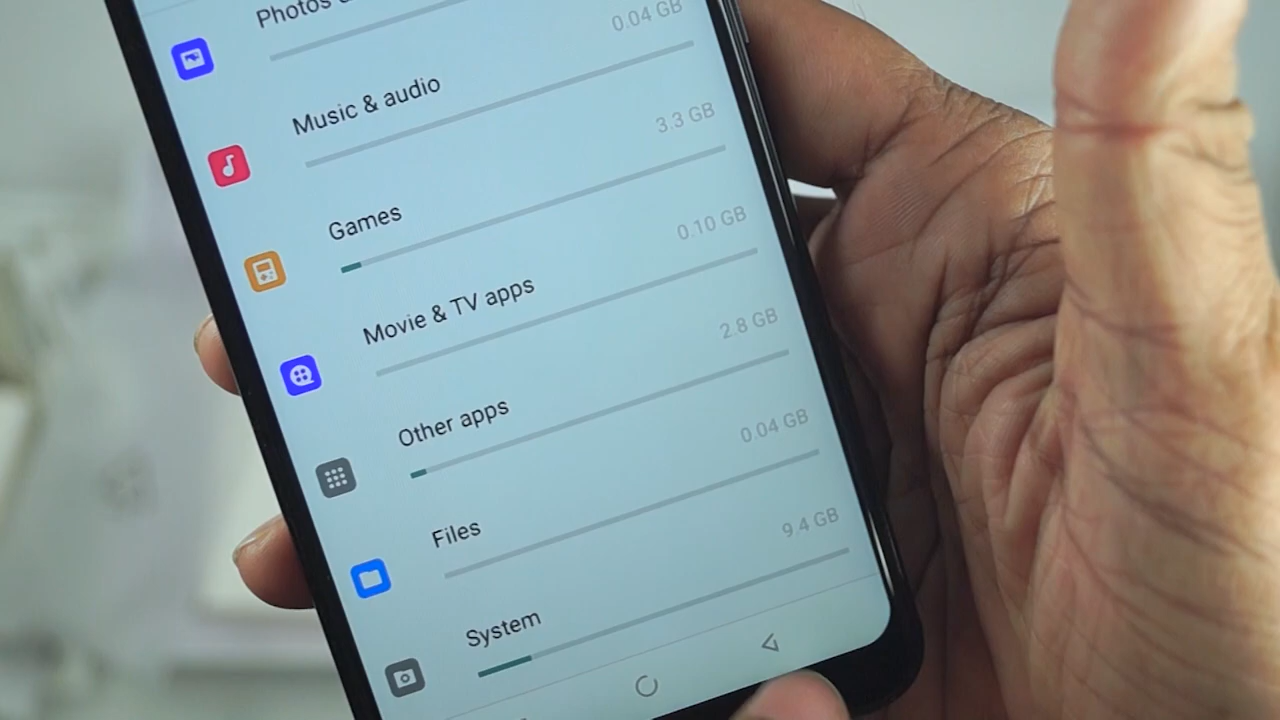 Photos &
Music & audio 0.04 GB
Games 3.3 GB
Movie & TV apps 0.10 GB
Other apps 2.8 GB
Files 0.04 GB
System 9.4 GB